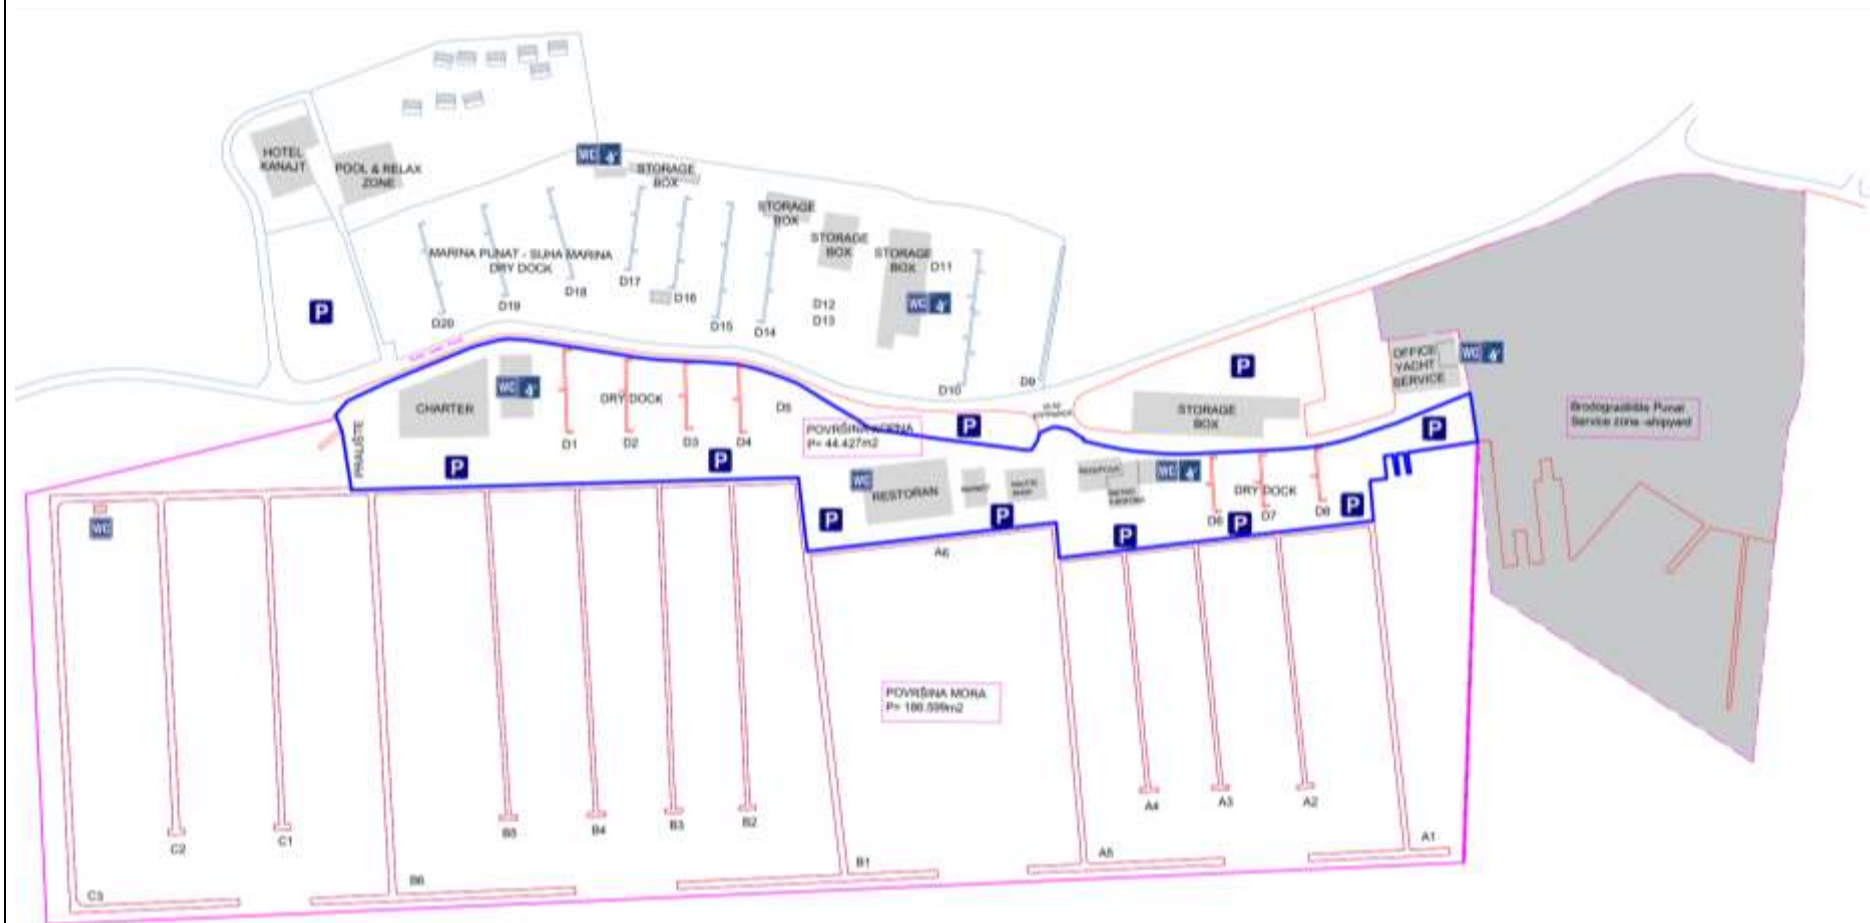 HOTEL
KANAJT
POOL & RELAX
ZONE
WC
STORAGE
BOX
STORAGE
BOX
STORAGE
BOX
STORAGE
BOX
D11
MARINA PUNAT - SUHA MARINA
DRY DOCK
D17
D18
D16
D19
D20
D15
D14
D12
D13
WC
P
D10
D9
P
OFFICE
YACHT
SERVICE
WC
CHARTER
WC
DRY DOCK
D5
D1
D2
D3
D4
POVRŠINA KOPNA
P= 44.427m2
P
STORAGE
BOX
P
Brodogradilište Punat
Service zone -shipyard
PRALIŠTE
P
P
WC
RESTORAN
P
P
WC
DRY DOCK
D6
D7
D8
P
P
P
WC
A6
POVRŠINA MORA
P= 186.599m2
C2
C1
B5
B4
B3
B2
A4
A3
A2
C3
B6
B1
A5
A1